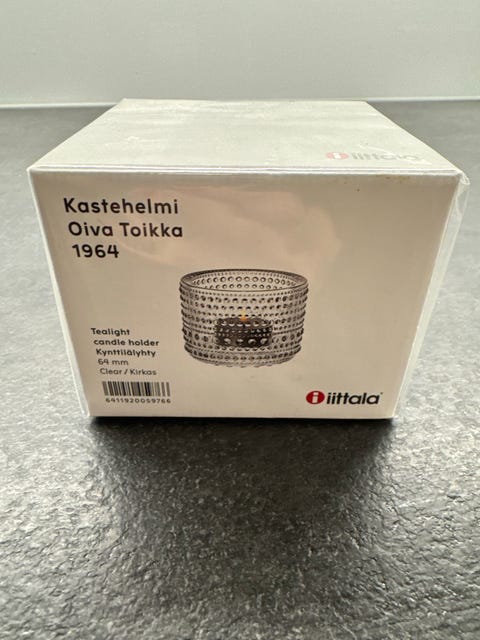 iittala
Kastehelmi
Oiva Toikka
1964
Tealight
candle holder
Kynttilälyhty
64 mm
Clear / Kirkas
6411920059766
iittala